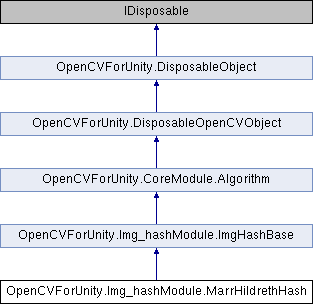 IDisposable
OpenCVForUnity.DisposableObject
OpenCVForUnity.DisposableOpenCVObject
OpenCVForUnity.CoreModule.Algorithm
OpenCVForUnity.Img_hashModule.ImgHashBase
OpenCVForUnity.Img_hashModule.MarrHildrethHash